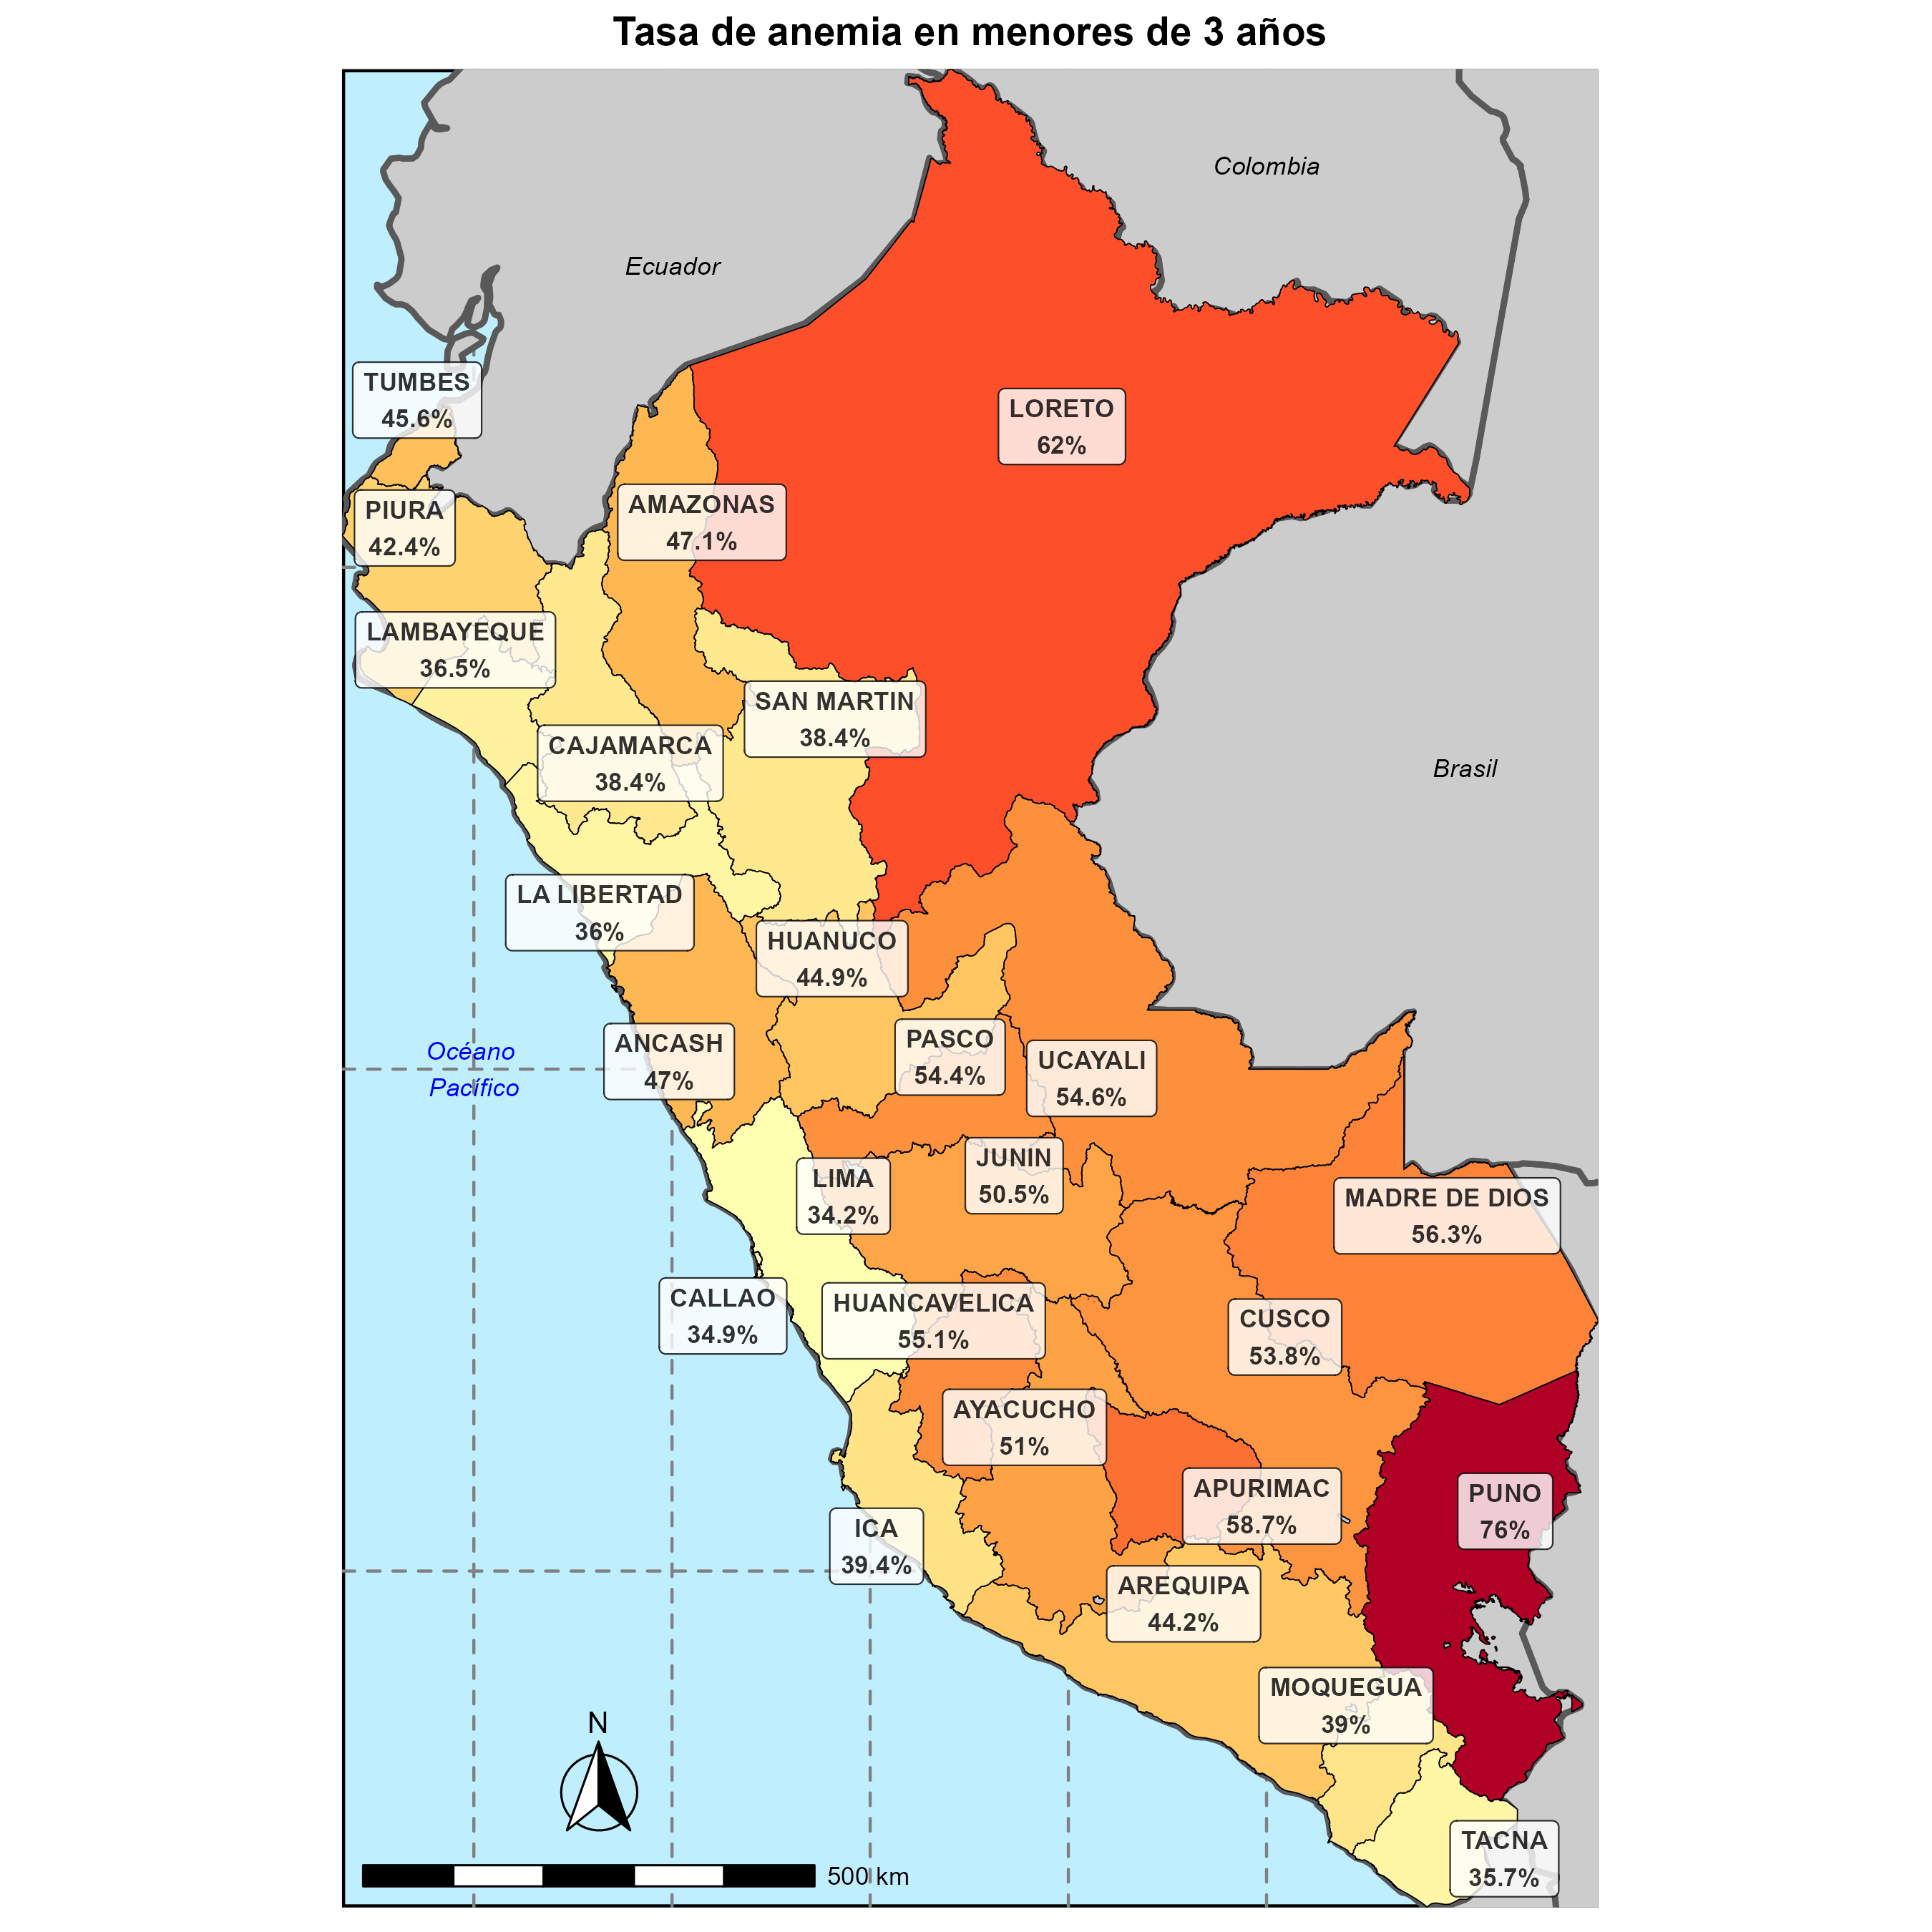 Tasa de anemia en menores de 3 años
Colombia
Ecuador
TUMBES
45.6%
LORETO
62%
PIURA
42.4%
AMAZONAS
47.1%
LAMBAYEQUE
36.5%
SAN MARTIN
38.4%
CAJAMARCA
38.4%
Brasil
LA LIBERTAD
36%
HUANUCO
44.9%
ANCASH
47%
PASCO
54.4%
UCAYALI
54.6%
Océano
Pacífico
LIMA
34.2%
JUNIN
50.5%
MADRE DE DIOS
56.3%
CALLAO
34.9%
HUANCAVELICA
55.1%
CUSCO
53.8%
AYACUCHO
51%
APURIMAC
58.7%
PUNO
76%
ICA
39.4%
AREQUIPA
44.2%
MOQUEGUA
39%
N
TACNA
35.7%
500 km